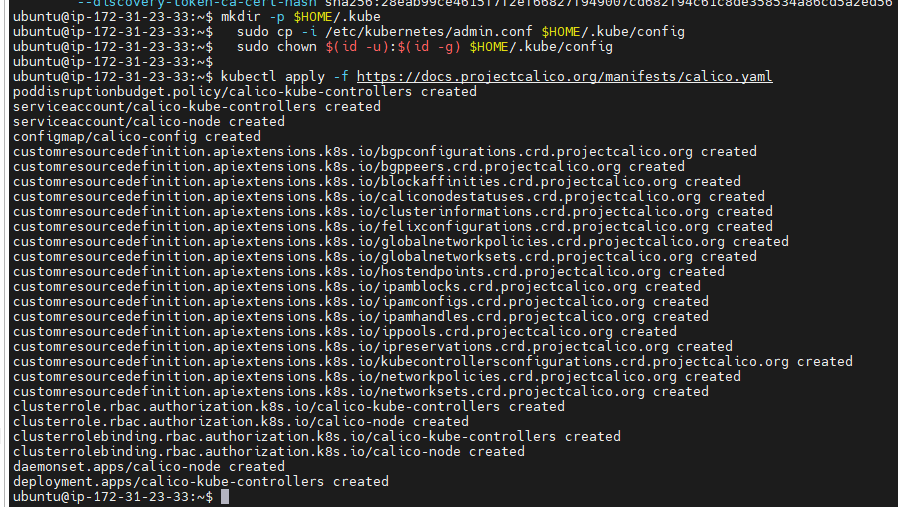 --discovery-token-ca-cert-hash
ubuntu@ip-172-31-23-33:~$ mkdir -p $HOME/.kube
ubuntu@ip-172-31-23-33:~$   sudo cp -i /etc/kubernetes/admin.conf $HOME/.kube/config
ubuntu@ip-172-31-23-33:~$   sudo chown $(id -u):$(id -g) $HOME/.kube/config
ubuntu@ip-172-31-23-33:~$
ubuntu@ip-172-31-23-33:~$ kubectl apply -f https://docs.projectcalico.org/manifests/calico.yaml
poddisruptionbudget.policy/calico-kube-controllers created
serviceaccount/calico-kube-controllers created
serviceaccount/calico-node created
configmap/calico-config created
customresourcedefinition.apiextensions.k8s.io/bgpconfigurations.crd.projectcalico.org created
customresourcedefinition.apiextensions.k8s.io/bgppeers.crd.projectcalico.org created
customresourcedefinition.apiextensions.k8s.io/blockaffinities.crd.projectcalico.org created
customresourcedefinition.apiextensions.k8s.io/caliconodestatuses.crd.projectcalico.org created
customresourcedefinition.apiextensions.k8s.io/clusterinformations.crd.projectcalico.org created
customresourcedefinition.apiextensions.k8s.io/felixconfigurations.crd.projectcalico.org created
customresourcedefinition.apiextensions.k8s.io/globalnetworkpolicies.crd.projectcalico.org created
customresourcedefinition.apiextensions.k8s.io/globalnetworksets.crd.projectcalico.org created
customresourcedefinition.apiextensions.k8s.io/hostendpoints.crd.projectcalico.org created
customresourcedefinition.apiextensions.k8s.io/ipamblocks.crd.projectcalico.org created
customresourcedefinition.apiextensions.k8s.io/ipamconfigs.crd.projectcalico.org created
customresourcedefinition.apiextensions.k8s.io/ipamhandles.crd.projectcalico.org created
customresourcedefinition.apiextensions.k8s.io/ippools.crd.projectcalico.org created
customresourcedefinition.apiextensions.k8s.io/ipreservations.crd.projectcalico.org created
customresourcedefinition.apiextensions.k8s.io/kubecontrollersconfigurations.crd.projectcalico.org created
customresourcedefinition.apiextensions.k8s.io/networkpolicies.crd.projectcalico.org created
customresourcedefinition.apiextensions.k8s.io/networksets.crd.projectcalico.org created
clusterrole.rbac.authorization.k8s.io/calico-kube-controllers created
clusterrole.rbac.authorization.k8s.io/calico-node created
clusterrolebinding.rbac.authorization.k8s.io/calico-kube-controllers created
clusterrolebinding.rbac.authorization.k8s.io/calico-node created
daemonset.apps/calico-node created
deployment.apps/calico-kube-controllers created
ubuntu@ip-172-31-23-33:~$